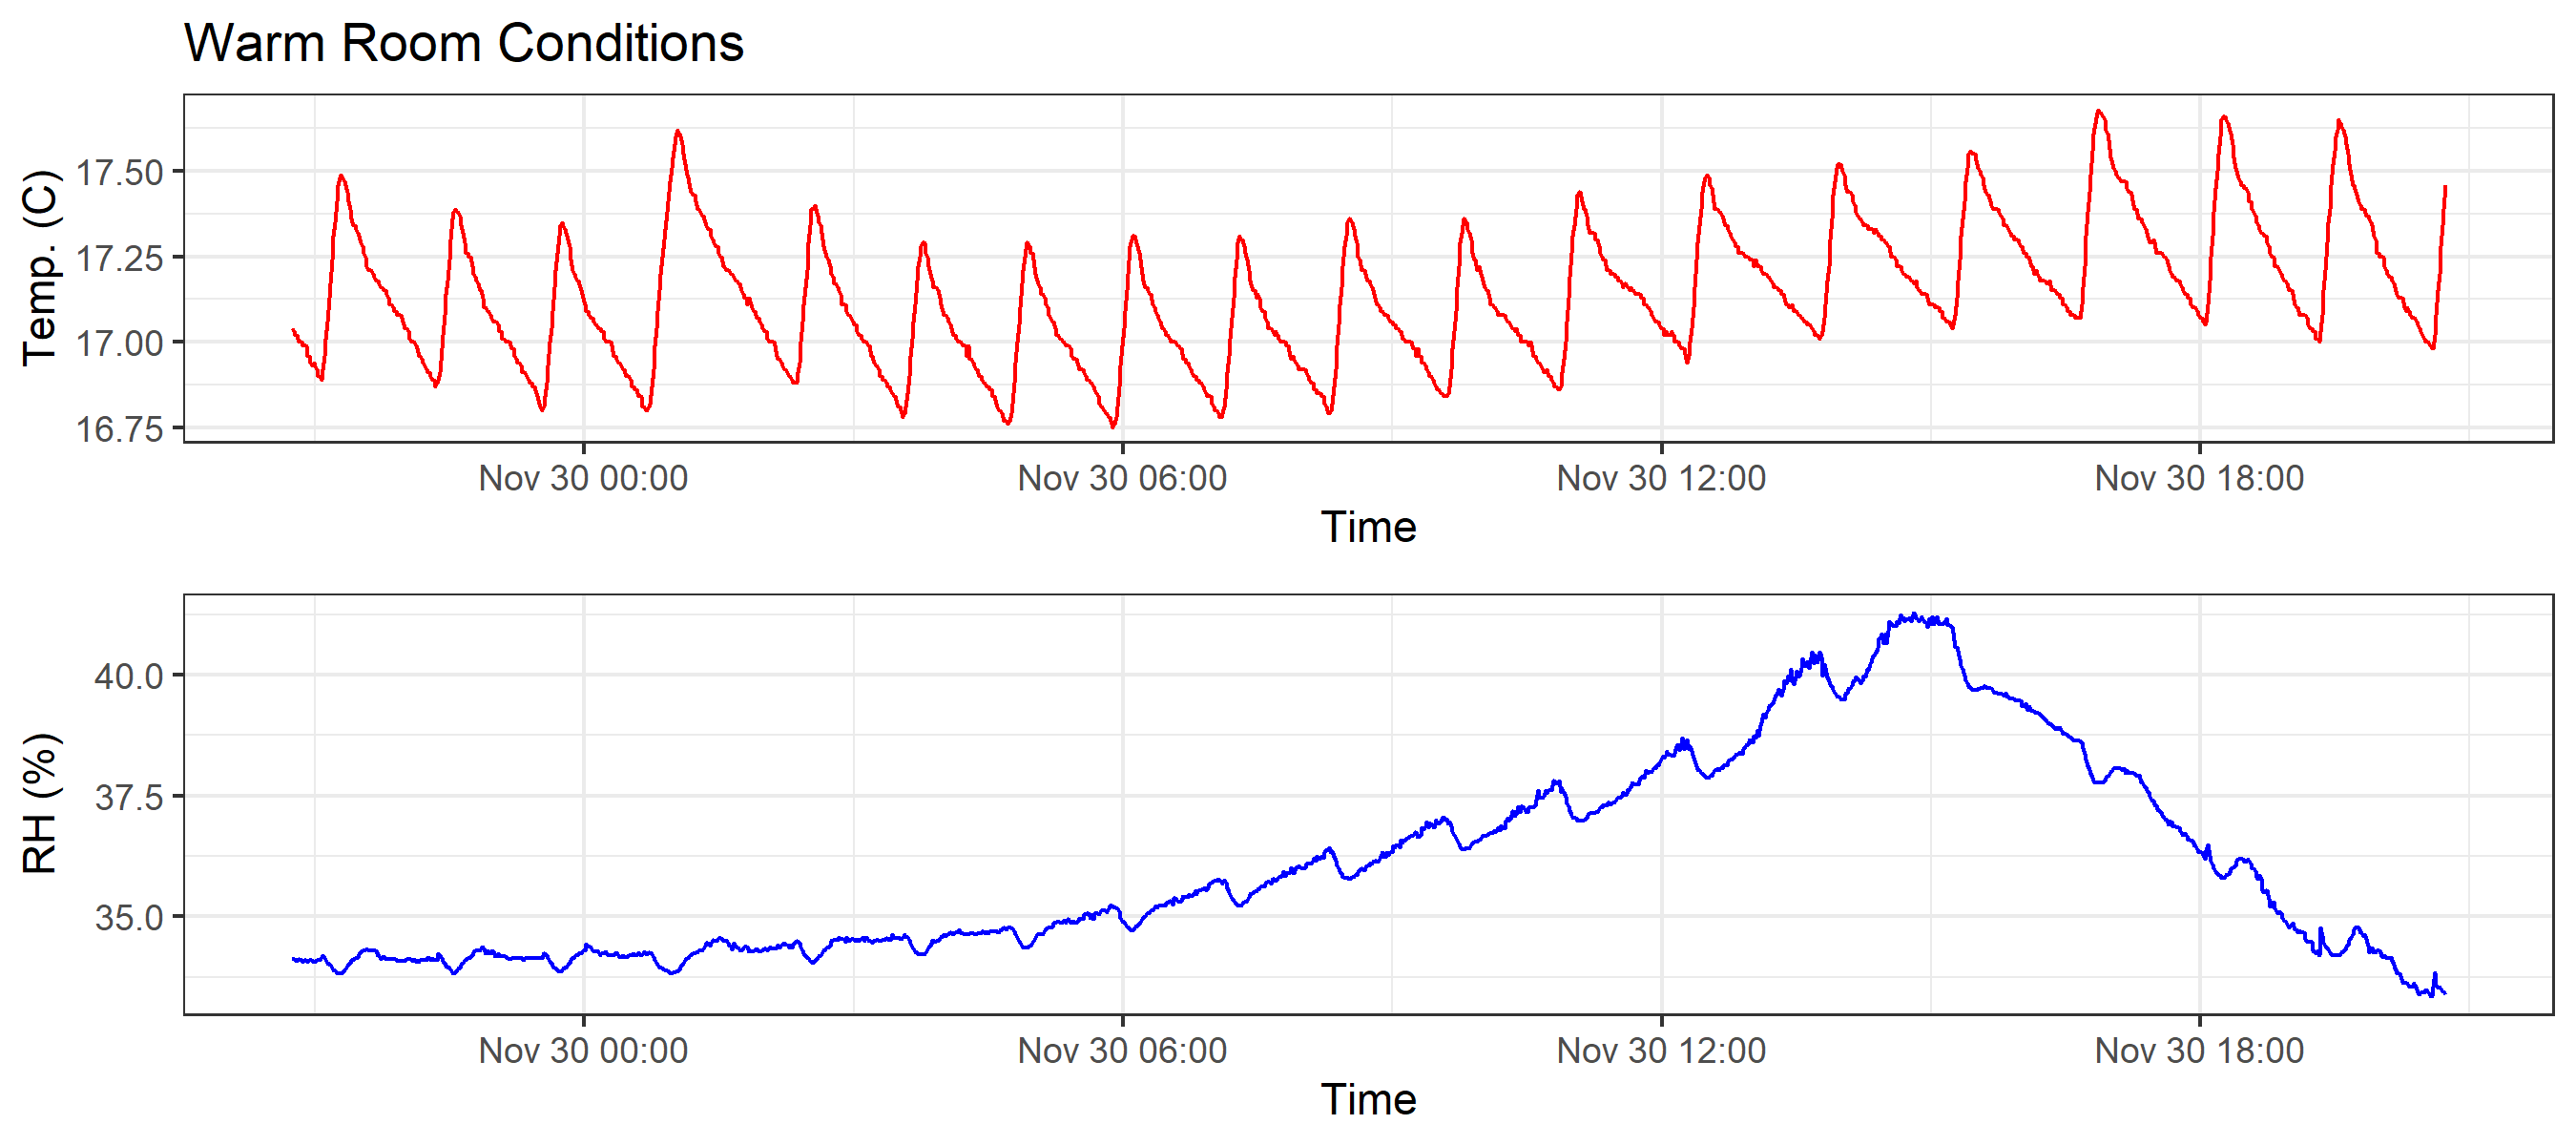 Warm Room Conditions
Temp. (C)
17.50
17.25
17.00
16.75
Nov 30 00:00 Nov 30 06:00 Nov 30 12:00 Nov 30 18:00
Time
RH (%)
40.0
37.5
35.0
Nov 30 00:00 Nov 30 06:00 Nov 30 12:00 Nov 30 18:00
Time